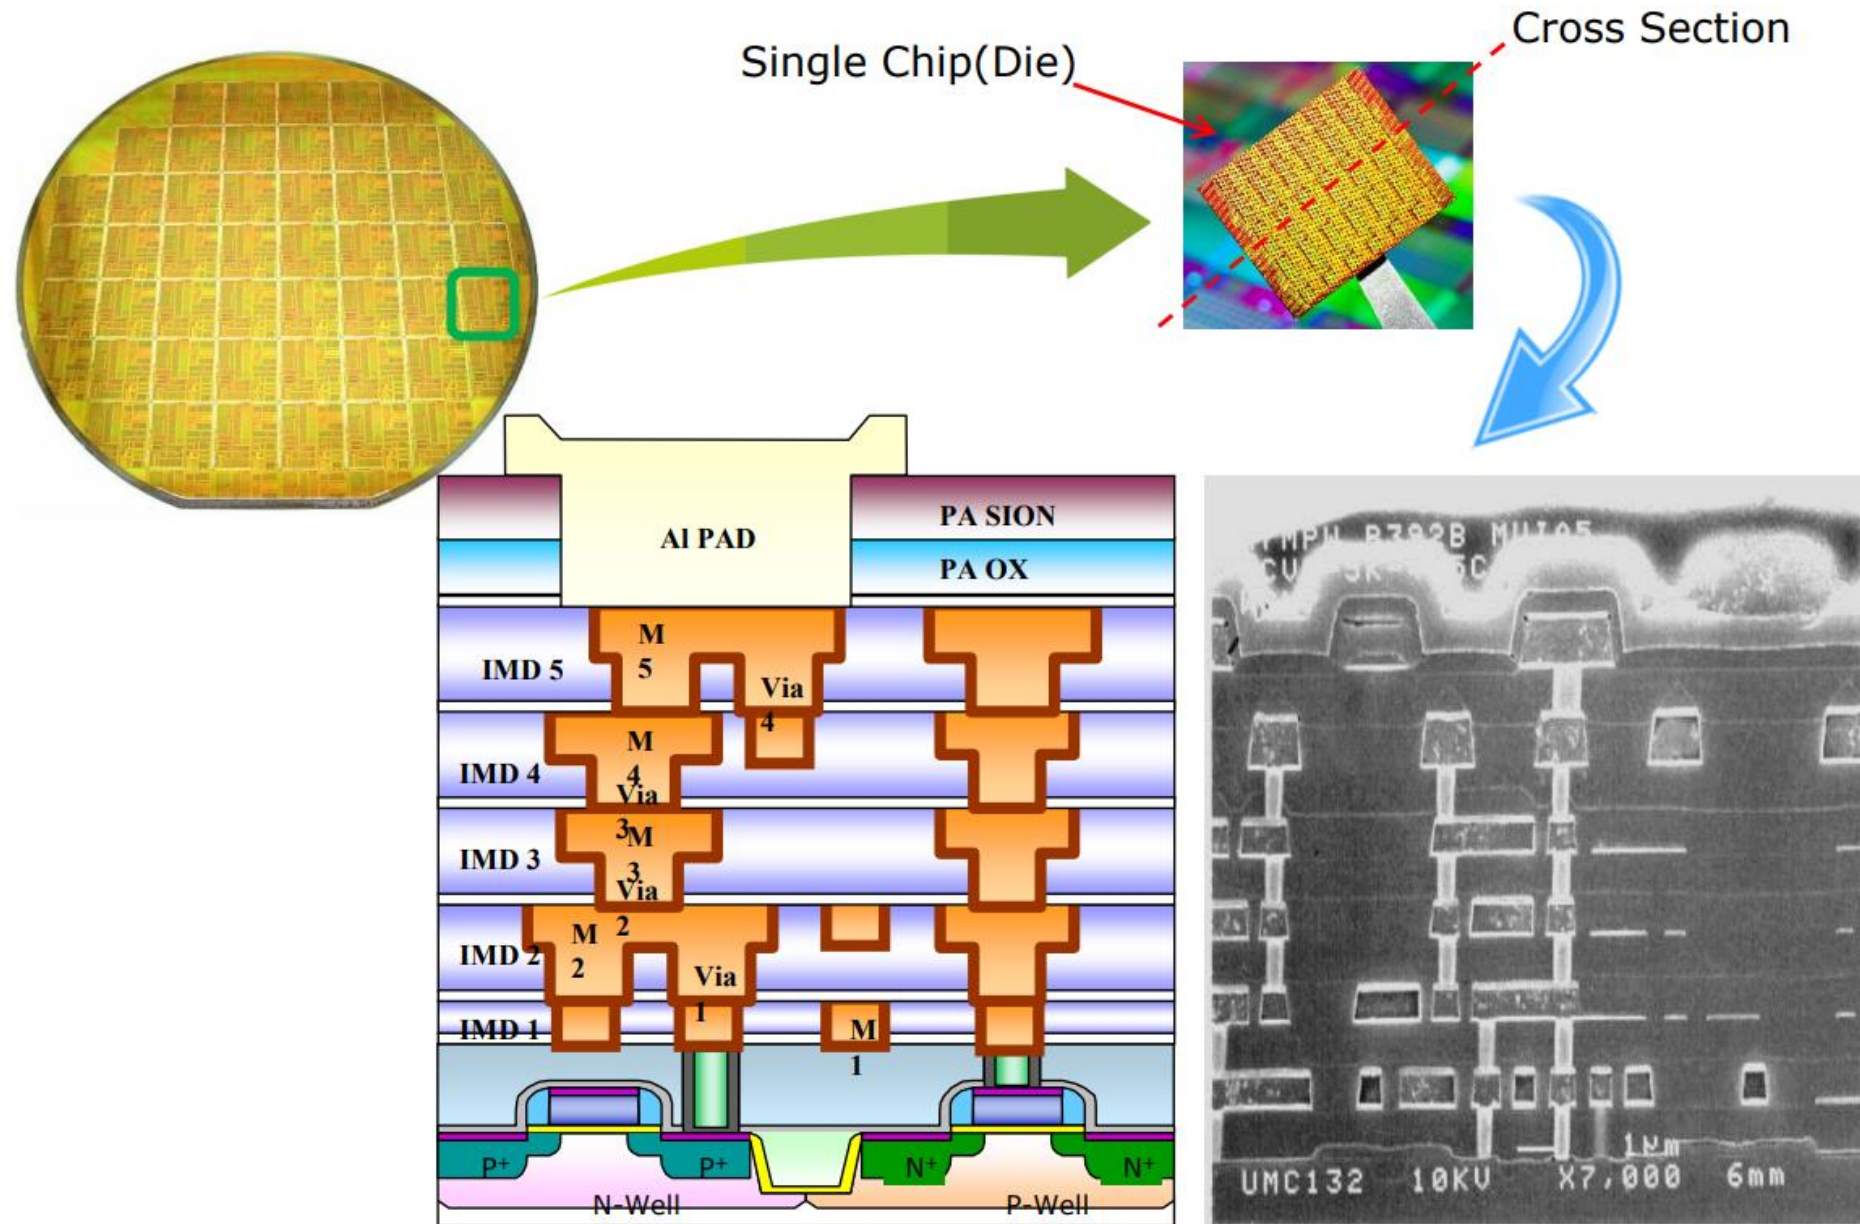 Cross Section
Single Chip(Die)
PA SION
Al PAD
PA OX
M
5
IMD 5
Via
4
M
4
IMD 4
Via
3
M
3
IMD 3
Via
2
M
2
IMD 2
Via
1
IMD 1
M
1
P+
P+
N+
N+
N-Well
P-Well
1µm
UMC132 10KV X7,000 6mm